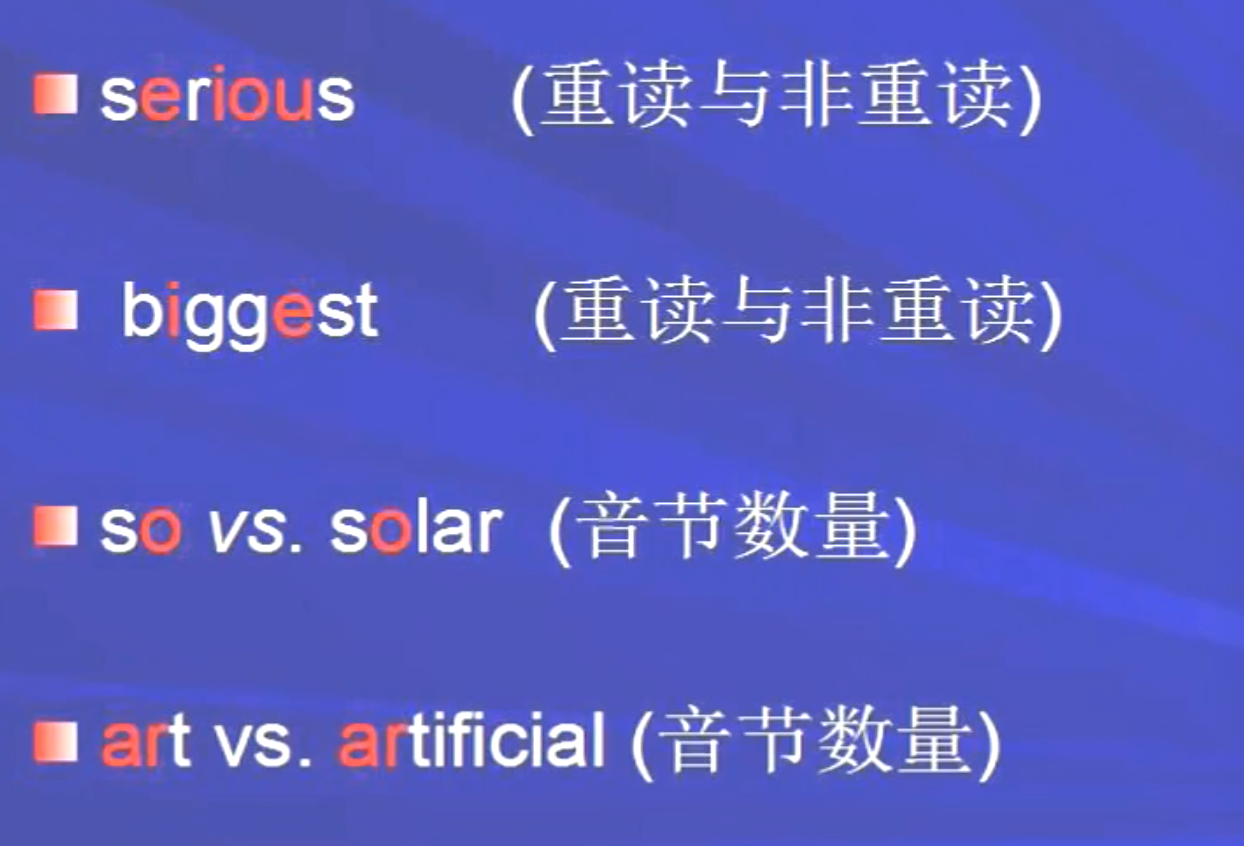 serious (重读与非重读)
biggest (重读与非重读)
so vs. solar (音节数量)
art vs. artificial (音节数量)